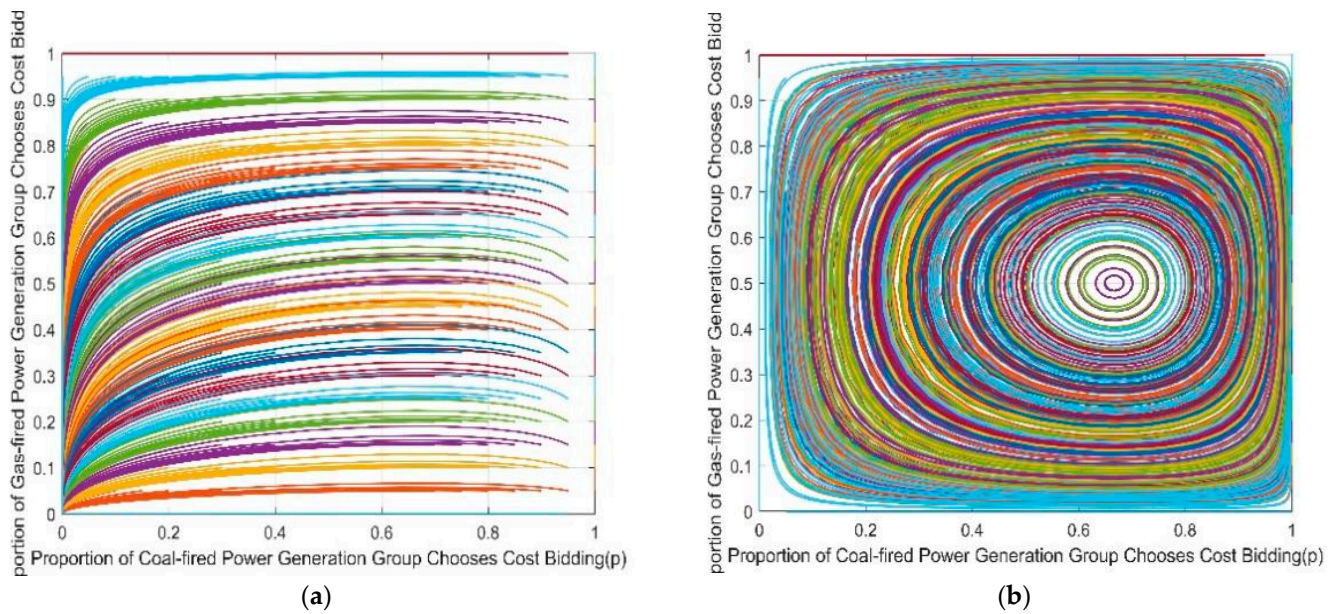 portion of Gas-fired Power Generation Group Chooses Cost Bidd
1
0.9
0.8
0.7
0.6
0.5
0.4
0.3
0.2
0.1
0
0 0.2 0.4 0.6 0.8 1
Proportion of Coal-fired Power Generation Group Chooses Cost Bidding(p)
(a)
portion of Gas-fired Power Generation Group Chooses Cost Bidd
1
0.9
0.8
0.7
0.6
0.5
0.4
0.3
0.2
0.1
0
0 0.2 0.4 0.6 0.8 1
Proportion of Coal-fired Power Generation Group Chooses Cost Bidding(p)
(b)